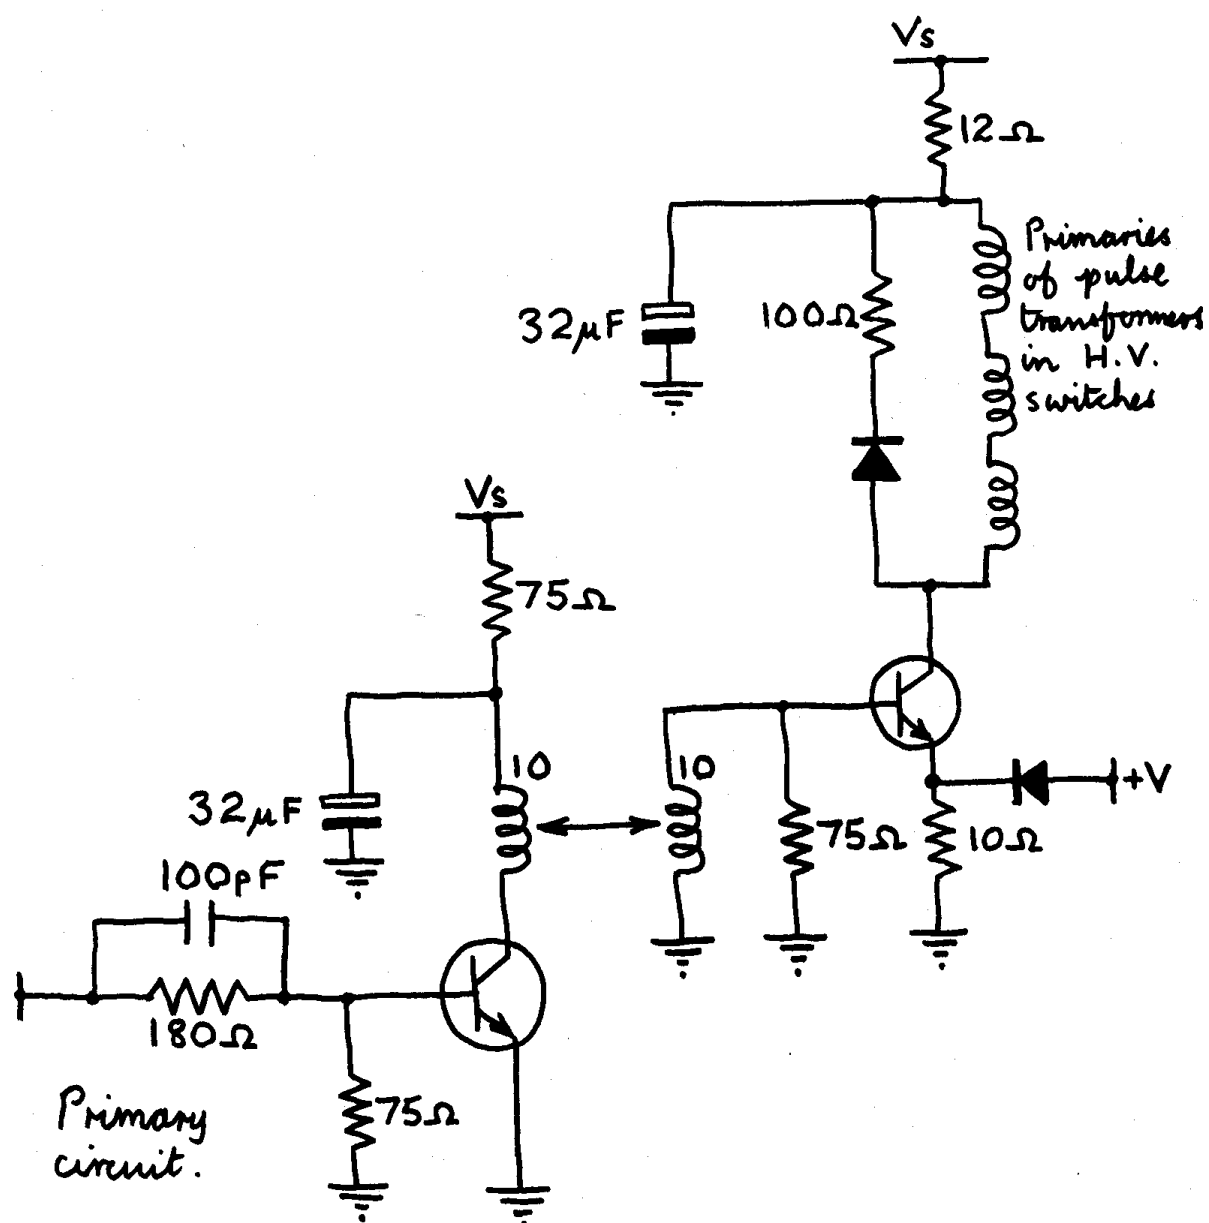 Vs
12Ω
Primaries
of pulse
transformers
in H.V.
switches
32μF
100Ω
Vs
75Ω
10
10
32μF
+V
75Ω
10Ω
100pF
180Ω
75Ω
Primary
circuit.